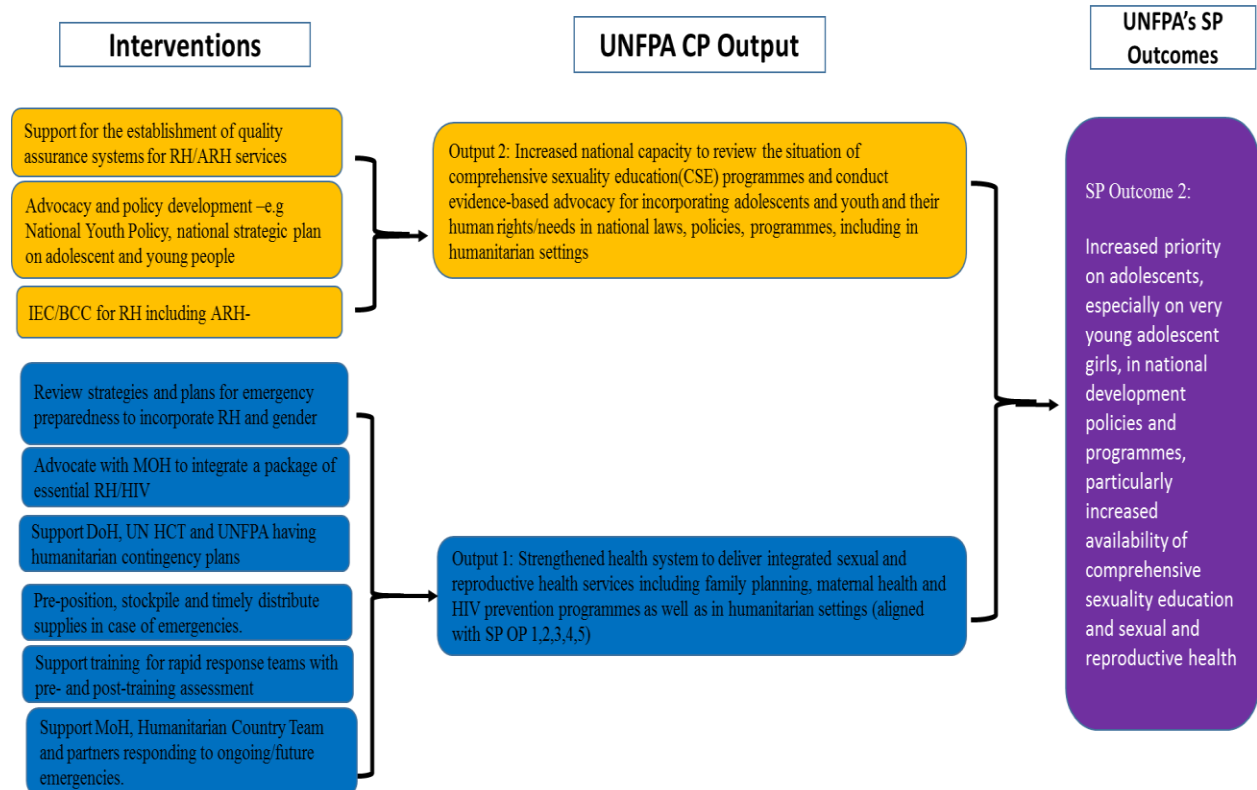 Interventions
UNFPA CP Output
UNFPA's SP
Outcomes
Support for the establishment of quality
assurance systems for RH/ARH services
Advocacy and policy development –e.g
National Youth Policy, national strategic plan
on adolescent and young people
IEC/BCC for RH including ARH-
Output 2: Increased national capacity to review the situation of
comprehensive sexuality education(CSE) programmes and conduct
evidence-based advocacy for incorporating adolescents and youth and their
human rights/needs in national laws, policies, programmes, including in
humanitarian settings
Review strategies and plans for emergency
preparedness to incorporate RH and gender
Advocate with MOH to integrate a package of
essential RH/HIV
Support DoH, UN HCT and UNFPA having
humanitarian contingency plans
Pre-position, stockpile and timely distribute
supplies in case of emergencies.
Support training for rapid response teams with
pre- and post-training assessment
Support MoH, Humanitarian Country Team
and partners responding to ongoing/future
emergencies.
Output 1: Strengthened health system to deliver integrated sexual and
reproductive health services including family planning, maternal health and
HIV prevention programmes as well as in humanitarian settings (aligned
with SP OP 1,2,3,4,5)
SP Outcome 2:
Increased priority
on adolescents,
especially on very
young adolescent
girls, in national
development
policies and
programmes,
particularly
increased
availability of
comprehensive
sexuality education
and sexual and
reproductive health